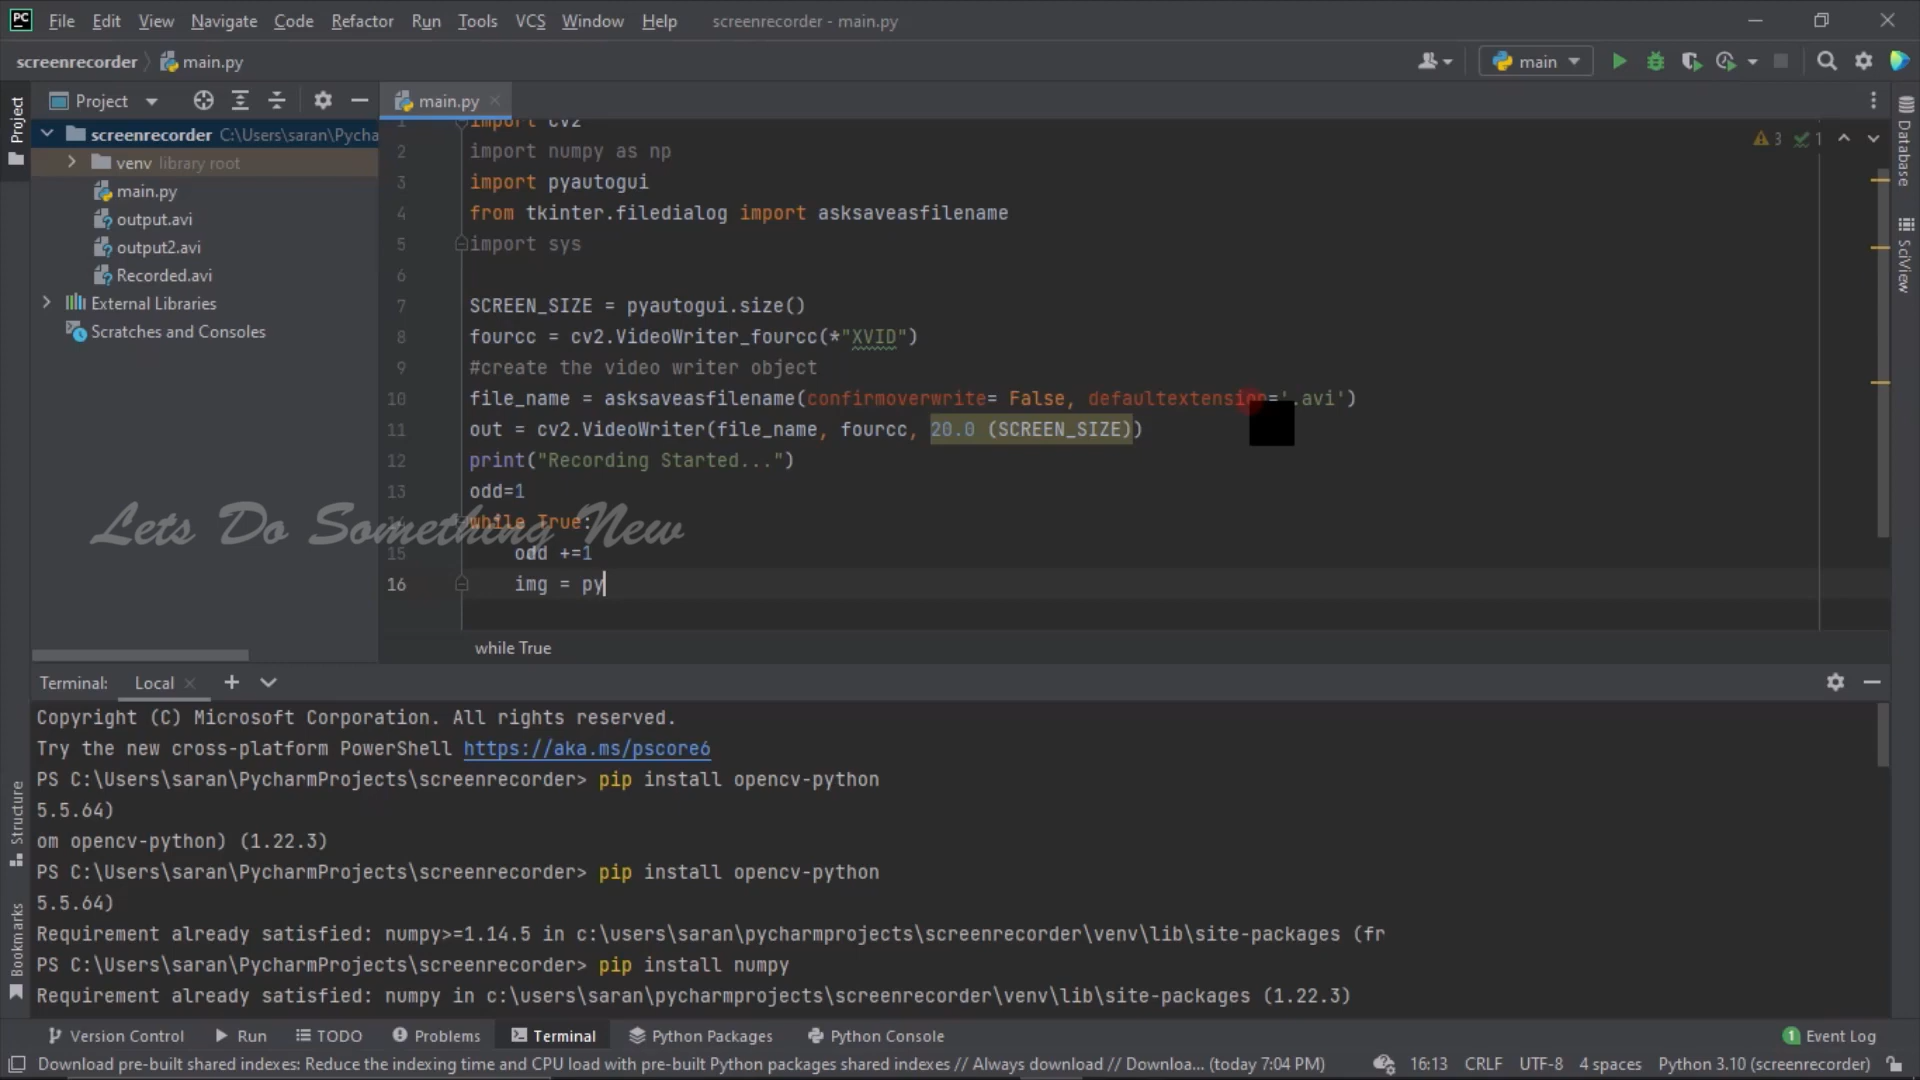 PC File Edit View Navigate Code Refactor Run Tools VCS Window Help screenrecorder - main.py
screenrecorder main.py main
Project main.py
screenrecorder C:\Users\saran\Pycha
venv library root
main.py
output.avi
output2.avi
Recorded.avi
External Libraries
Scratches and Consoles
Project
Structure
Bookmarks
1 import cv2
2 import numpy as np
3 import pyautogui
4 from tkinter.filedialog import asksaveasfilename
5 import sys
6
7 SCREEN_SIZE = pyautogui.size()
8 fourcc = cv2.VideoWriter_fourcc(*"XVID")
9 #create the video writer object
10 file_name = asksaveasfilename(confirmoverwrite= False, defaultextension='.avi')
11 out = cv2.VideoWriter(file_name, fourcc, 20.0 (SCREEN_SIZE))
12 print("Recording Started...")
13 odd=1
14 while True:
15 odd +=1
16 img = py
Lets Do Something New
3 1
Database
SciView
while True
Terminal: Local
Copyright (C) Microsoft Corporation. All rights reserved.
Try the new cross-platform PowerShell https://aka.ms/pscore6
PS C:\Users\saran\PycharmProjects\screenrecorder> pip install opencv-python
5.5.64)
om opencv-python) (1.22.3)
PS C:\Users\saran\PycharmProjects\screenrecorder> pip install opencv-python
5.5.64)
Requirement already satisfied: numpy>=1.14.5 in c:\users\saran\pycharmprojects\screenrecorder\venv\lib\site-packages (fr
PS C:\Users\saran\PycharmProjects\screenrecorder> pip install numpy
Requirement already satisfied: numpy in c:\users\saran\pycharmprojects\screenrecorder\venv\lib\site-packages (1.22.3)
Version Control Run TODO Problems Terminal Python Packages Python Console 1 Event Log
Download pre-built shared indexes: Reduce the indexing time and CPU load with pre-built Python packages shared indexes // Always download // Downloa... (today 7:04 PM) 16:13 CRLF UTF-8 4 spaces Python 3.10 (screenrecorder)